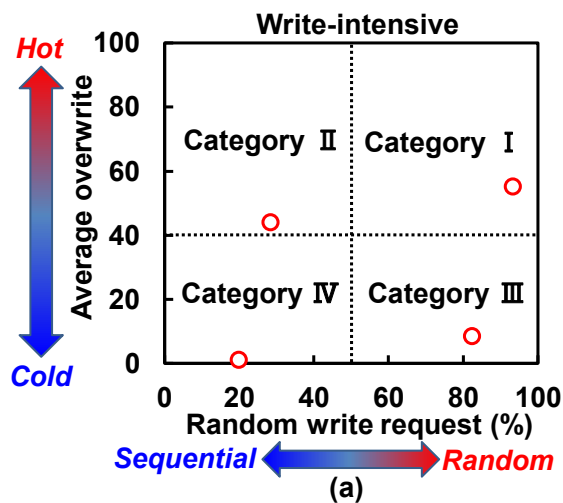 Write-intensive
Hot
Cold
Average overwrite
100
80
60
40
20
0
Category Ⅱ
Category Ⅰ
Category Ⅳ
Category Ⅲ
0 20 40 60 80 100
Random write request (%)
Sequential
Random
(a)